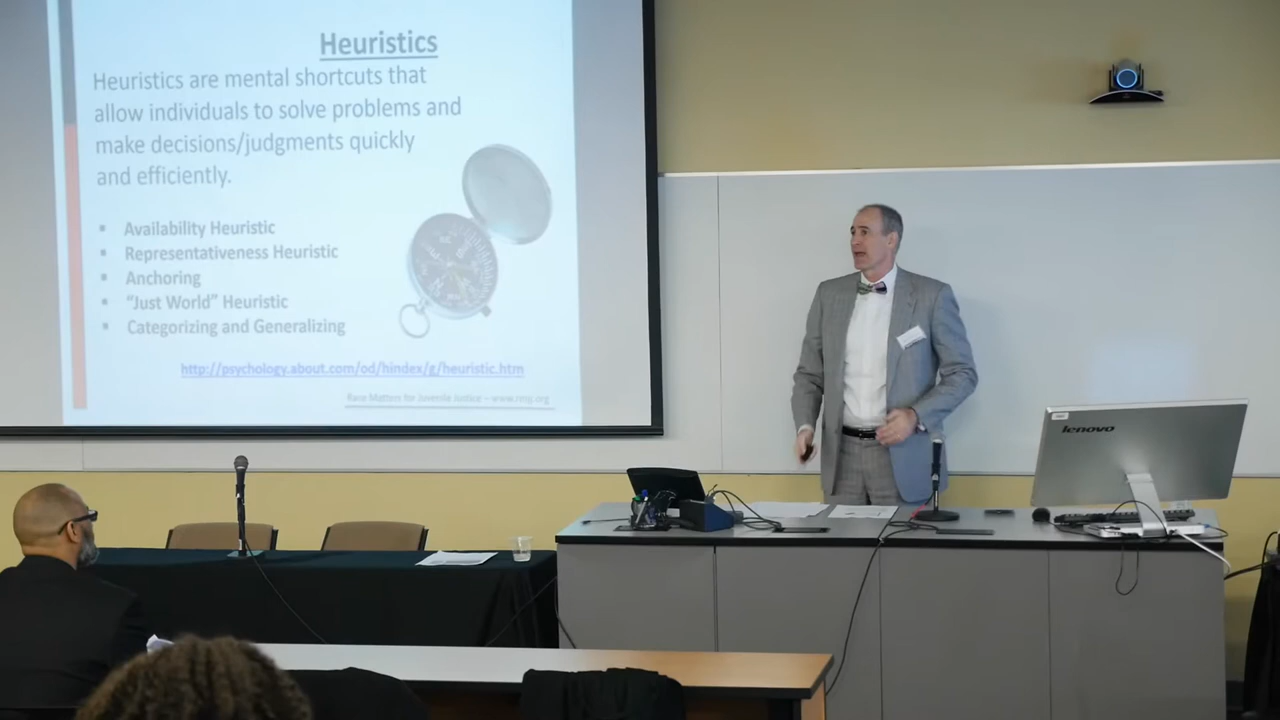 Heuristics
Heuristics are mental shortcuts that
allow individuals to solve problems and
make decisions/judgments quickly
and efficiently.
▪ Availability Heuristic
▪ Representativeness Heuristic
▪ Anchoring
▪ "Just World" Heuristic
▪ Categorizing and Generalizing
http://psychology.about.com/od/hindex/g/heuristic.htm
Race Matters for Juvenile Justice – www.rmjj.org
lenovo